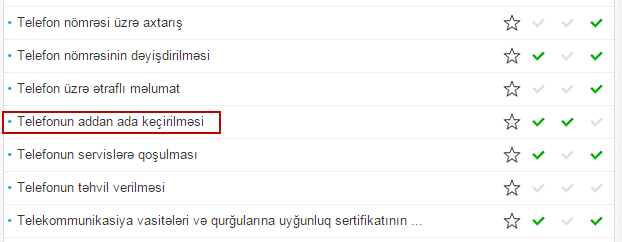 Telefon nömrəsi üzrə axtarış
Telefon nömrəsinin dəyişdirilməsi
Telefon üzrə ətraflı məlumat
Telefonun addan ada keçirilməsi
Telefonun servislərə qoşulması
Telefonun təhvil verilməsi
Telekommunikasiya vasitələri və qurğularına uyğunluq sertifikatının ...